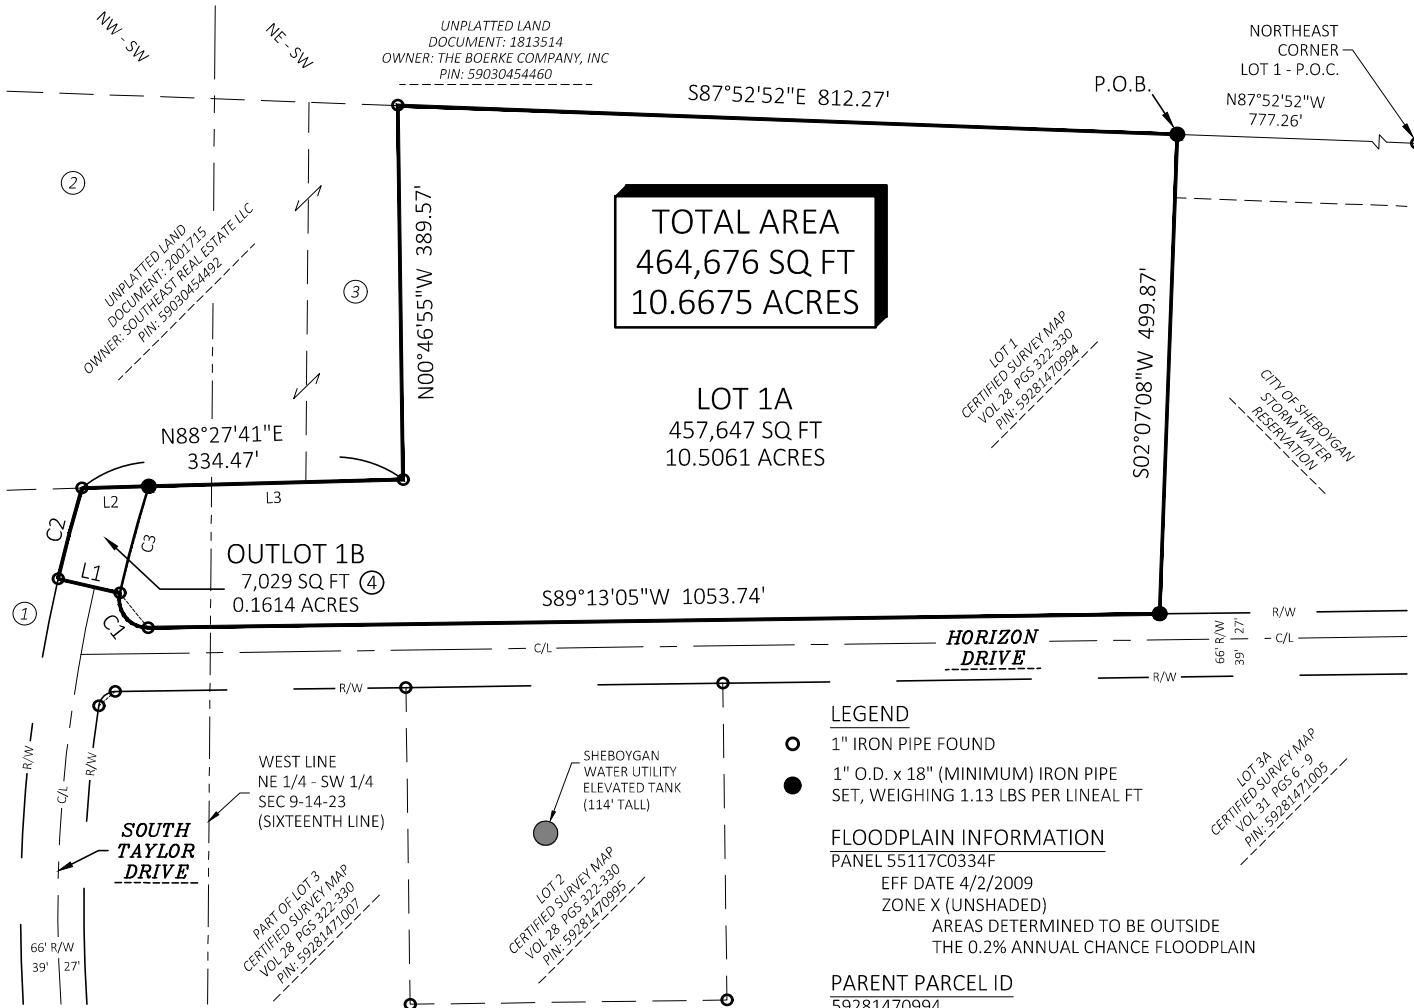 NW - SW
NE - SW
UNPLATTED LAND
DOCUMENT: 1813514
OWNER: THE BOERKE COMPANY, INC
PIN: 59030454460
S87°52'52"E 812.27'
P.O.B.
NORTHEAST
CORNER
LOT 1 - P.O.C.
N87°52'52"W
777.26'
2
UNPLATTED LAND
DOCUMENT: 2001715
OWNER: SOUTHEAST REAL ESTATE LLC
PIN: 59030454492
3
N00°46'55"W 389.57'
TOTAL AREA
464,676 SQ FT
10.6675 ACRES
LOT 1A
457,647 SQ FT
10.5061 ACRES
LOT 1
CERTIFIED SURVEY MAP
VOL 28 PGS 322-330
PIN: 59281470994
S02°07'08"W 499.87'
CITY OF SHEBOYGAN
STORM WATER
RESERVATION
N88°27'41"E
334.47'
L2
L3
C2
C3
L1
C1
OUTLOT 1B
7,029 SQ FT 4
0.1614 ACRES
1
S89°13'05"W 1053.74'
C/L
HORIZON
DRIVE
R/W
66' R/W
39' 27'
C/L
R/W
R/W
R/W
C/L
R/W
SOUTH
TAYLOR
DRIVE
66' R/W
39' 27'
WEST LINE
NE 1/4 - SW 1/4
SEC 9-14-23
(SIXTEENTH LINE)
PART OF LOT 3
CERTIFIED SURVEY MAP
VOL 28 PGS 322-330
PIN: 59281471007
SHEBOYGAN
WATER UTILITY
ELEVATED TANK
(114' TALL)
LOT 2
CERTIFIED SURVEY MAP
VOL 28 PGS 322-330
PIN: 59281470995
LEGEND
1" IRON PIPE FOUND
1" O.D. x 18" (MINIMUM) IRON PIPE
SET, WEIGHING 1.13 LBS PER LINEAL FT
LOT 3A
CERTIFIED SURVEY MAP
VOL 31 PGS 6 - 9
PIN: 59281471005
FLOODPLAIN INFORMATION
PANEL 55117C0334F
EFF DATE 4/2/2009
ZONE X (UNSHADED)
AREAS DETERMINED TO BE OUTSIDE
THE 0.2% ANNUAL CHANCE FLOODPLAIN
PARENT PARCEL ID
59281470994